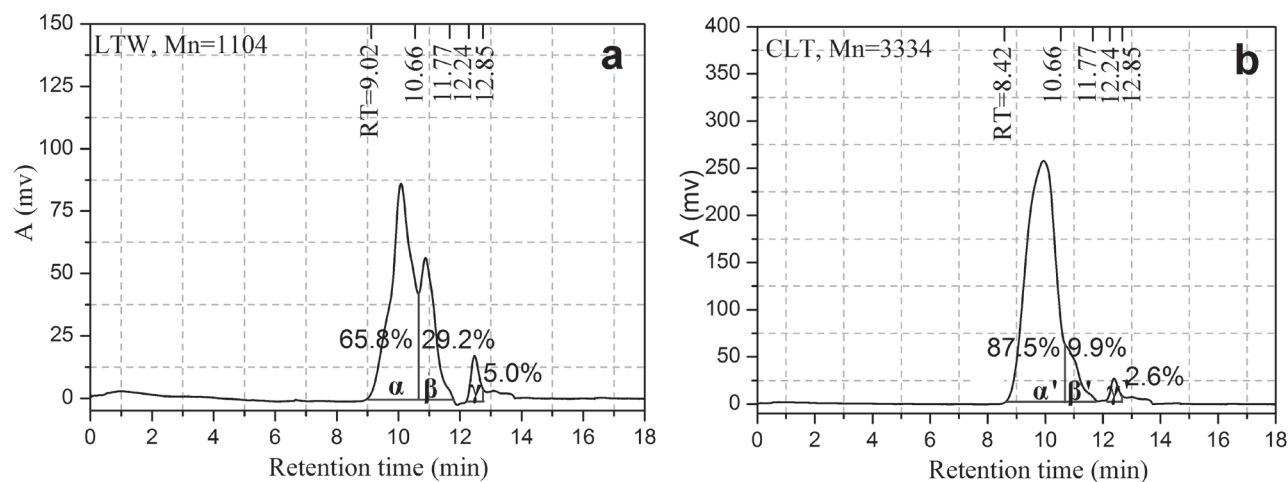 LTW, Mn=1104
a
RT=9.02
10.66
11.77
12.24
12.85
150
125
100
75
50
25
0
A (mv)
65.8%
29.2%
5.0%
α
β
0 2 4 6 8 10 12 14 16 18
Retention time (min)
CLT, Mn=3334
b
RT=8.42
10.66
11.77
12.24
12.85
400
350
300
250
200
150
100
50
0
A (mv)
87.5%
9.9%
2.6%
α'
β'
0 2 4 6 8 10 12 14 16 18
Retention time (min)